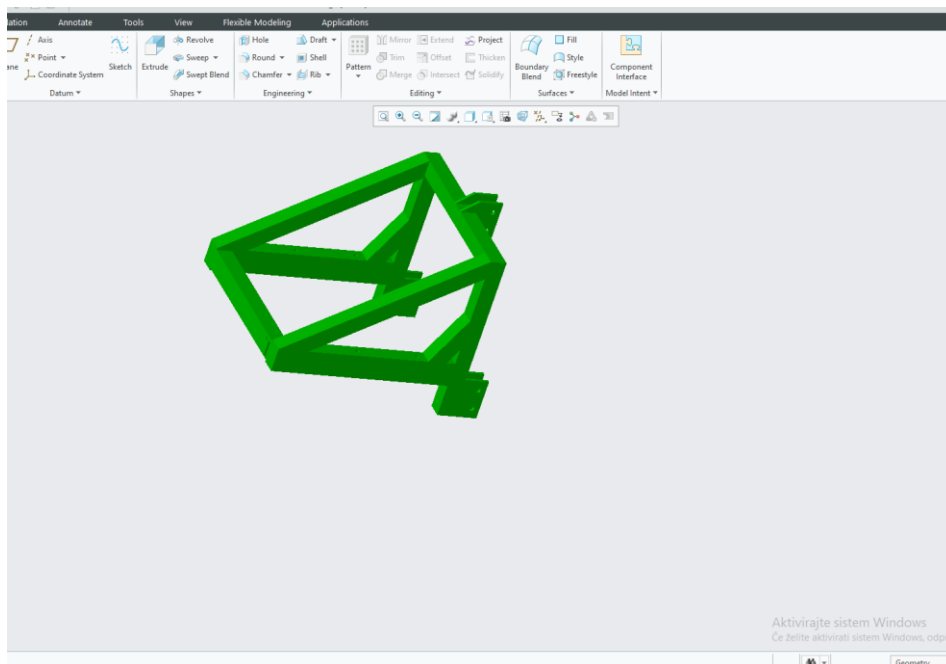 Annotate Tools View Flexible Modeling Applications
Axis Revolve Hole Draft Mirror Extend Project Fill
Point Sketch Extrude Sweep Round Shell Pattern Trim Offset Thicken Boundary Blend Style Component Interface
Coordinate System Swept Blend Chamfer Rib Merge Intersect Solidify Freestyle
Datum Shapes Engineering Editing Surfaces Model Intent
Aktivirajte sistem Windows
Če želite aktivirati sistem Windows,
Geometry